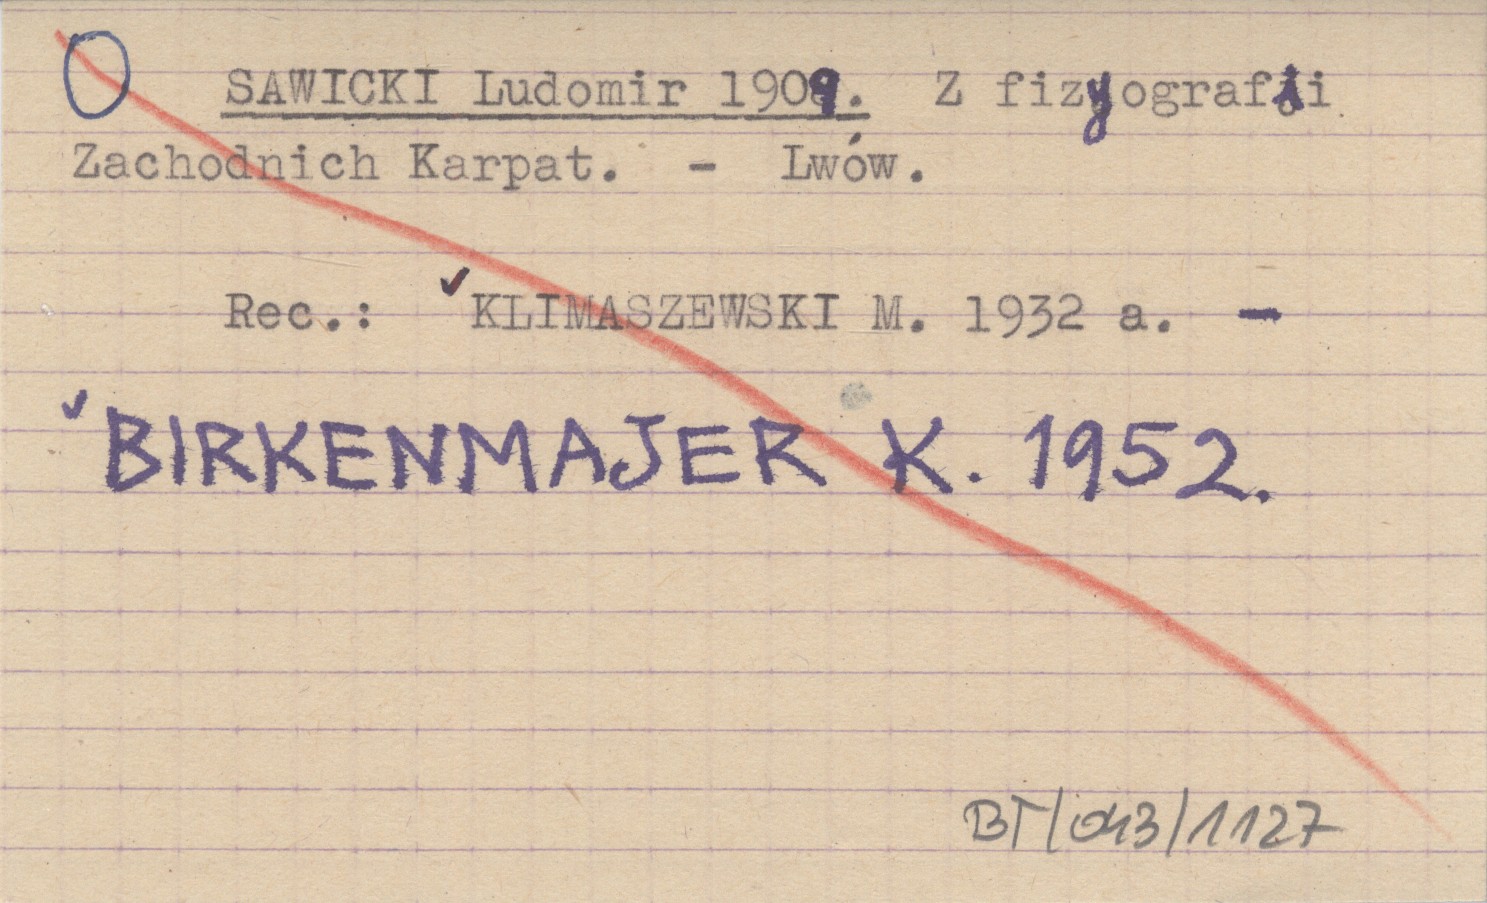 SAWICKI Ludomir 1909. Z fizyografii
Zachodnich Karpat. - Lwów.
Rec.: ✓KLIMASZEWSKI M. 1932 a. -
✓BIRKENMAJER K. 1952.
BT/043/1127